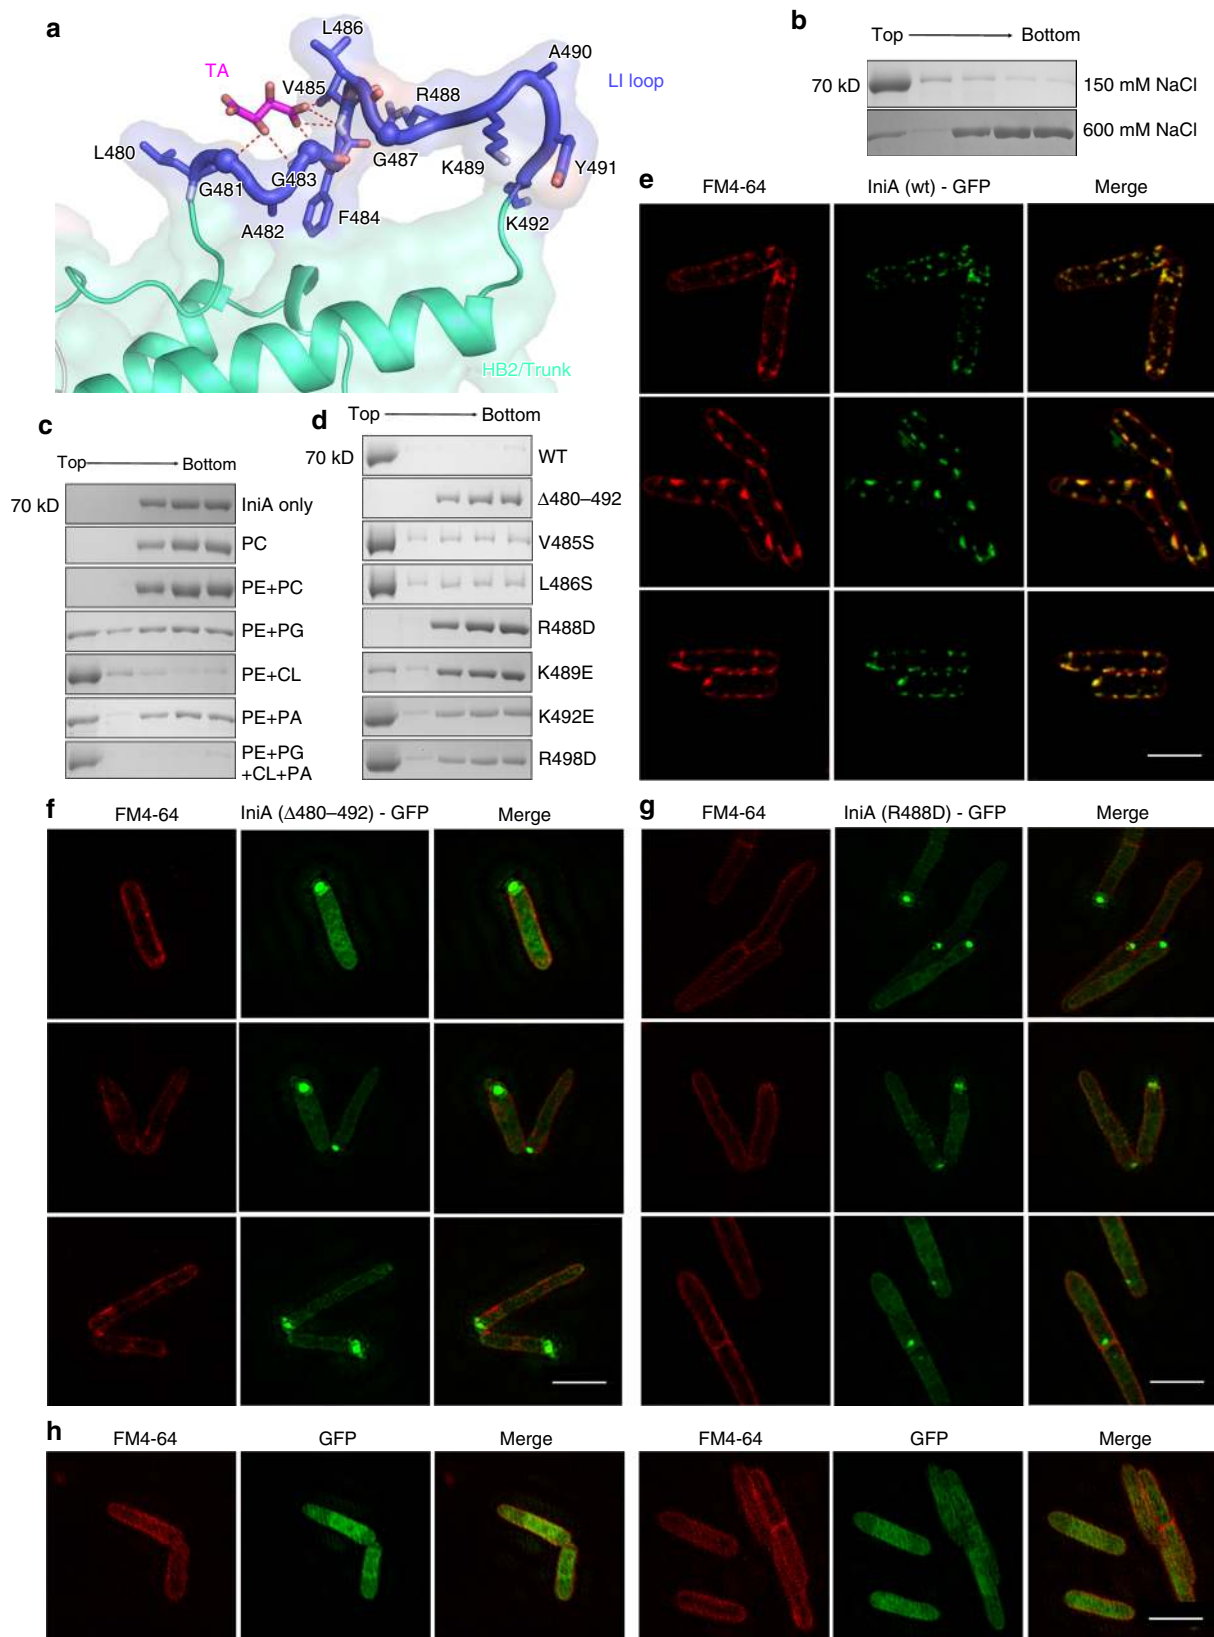 a
L486
A490
TA
V485
R488
LI loop
L480
G487
K489
Y491
G481
G483
A482
F484
K492
HB2/Trunk
b
Top
Bottom
70 kD
150 mM NaCl
600 mM NaCl
c
Top
Bottom
70 kD
IniA only
PC
PE+PC
PE+PG
PE+CL
PE+PA
PE+PG
+CL+PA
d
Top
Bottom
70 kD
WT
Δ480–492
V485S
L486S
R488D
K489E
K492E
R498D
e
FM4-64
IniA (wt) - GFP
Merge
f
FM4-64
IniA (Δ480–492) - GFP
Merge
g
FM4-64
IniA (R488D) - GFP
Merge
h
FM4-64
GFP
Merge
FM4-64
GFP
Merge